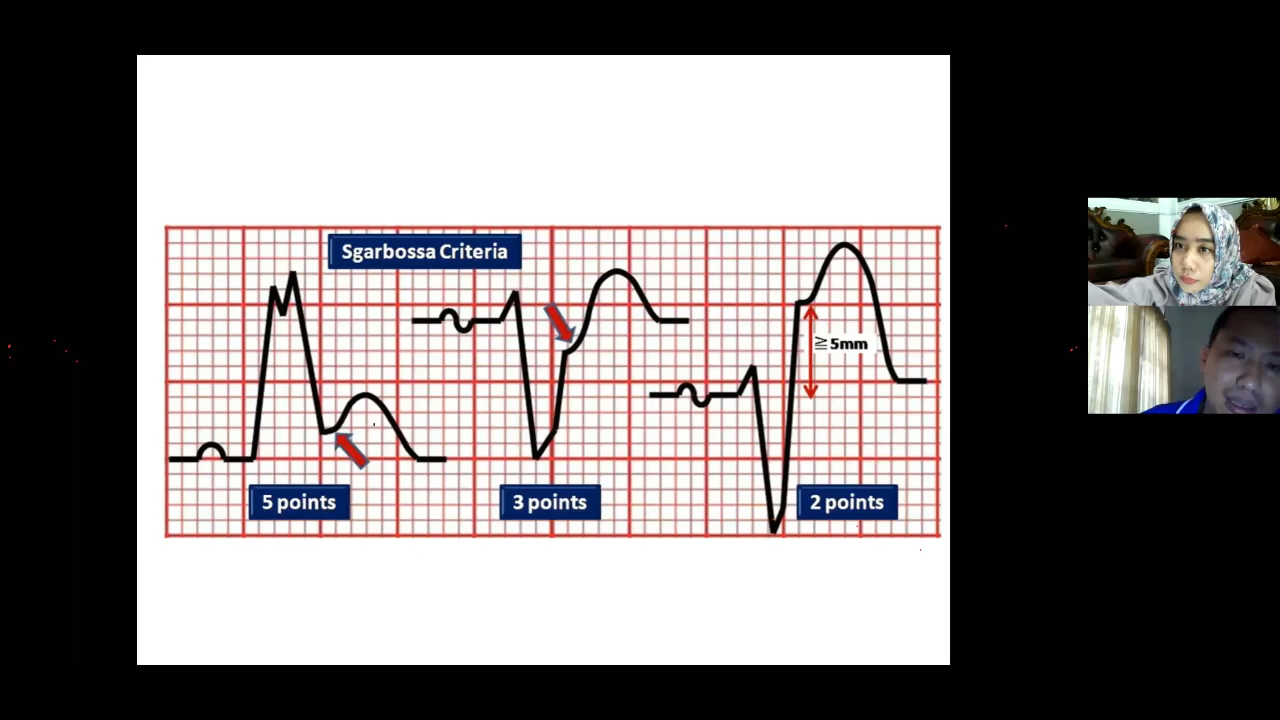 Sgarbossa Criteria
≧5mm
5 points
3 points
2 points